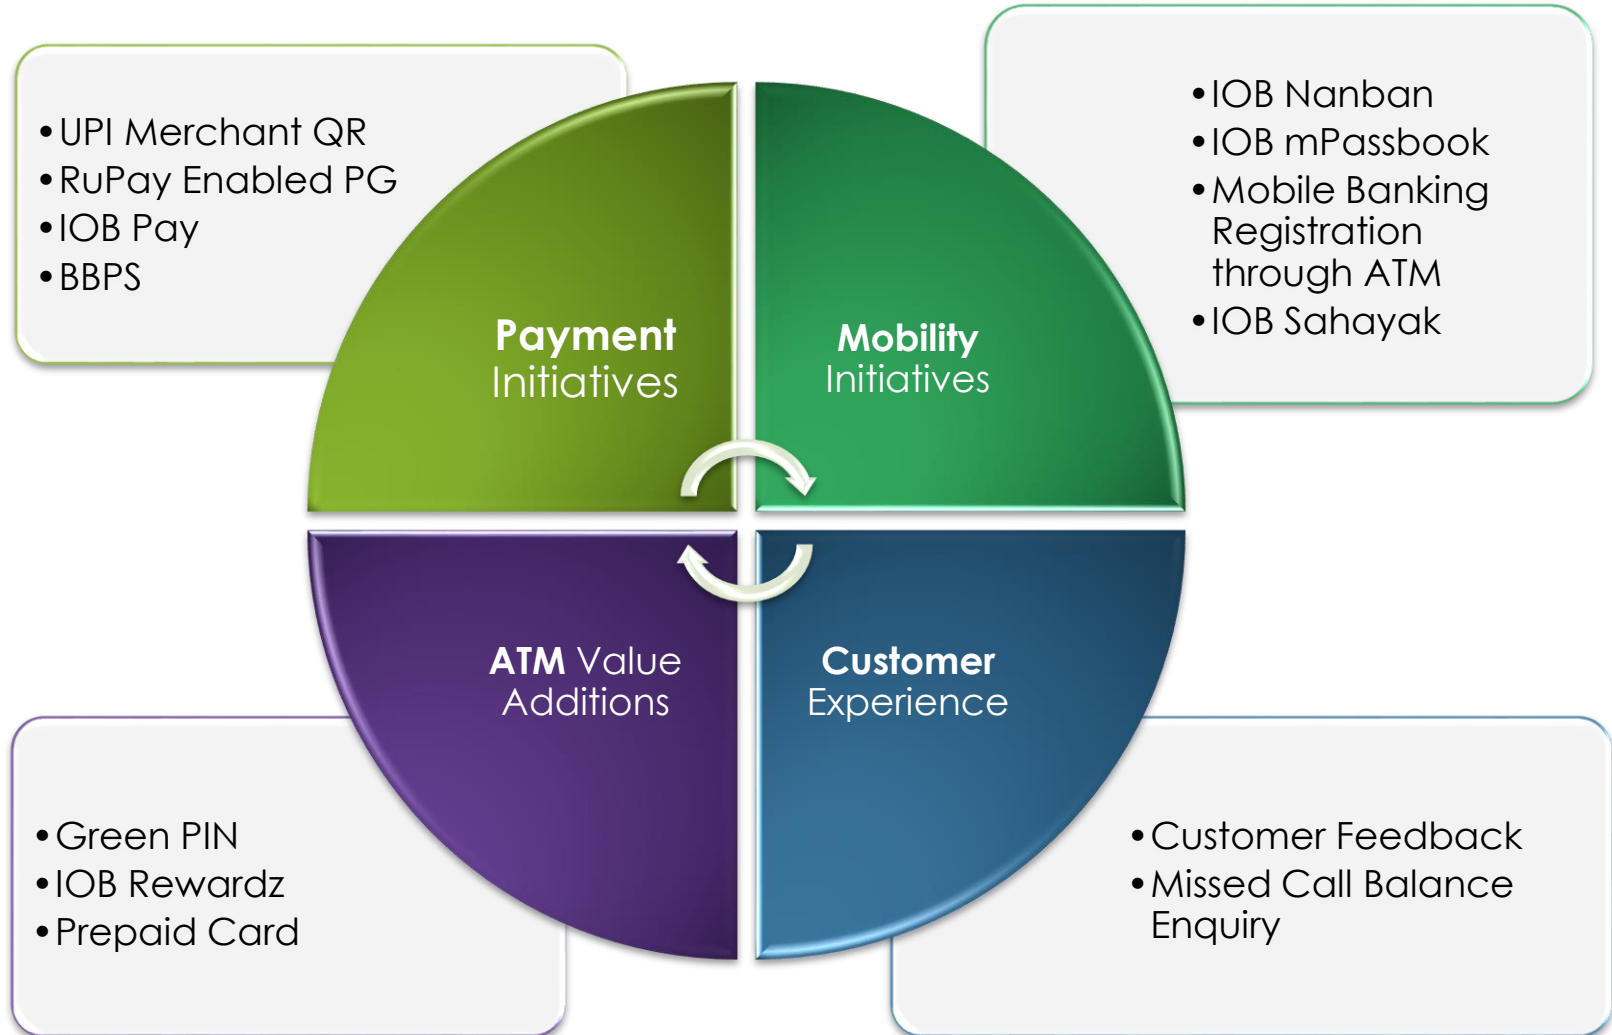 •UPI Merchant QR
•RuPay Enabled PG
•IOB Pay
•BBPS
Payment
Initiatives
•IOB Nanban
•IOB mPassbook
•Mobile Banking
Registration
through ATM
•IOB Sahayak
Mobility
Initiatives
ATM Value
Additions
•Green PIN
•IOB Rewardz
•Prepaid Card
Customer
Experience
•Customer Feedback
•Missed Call Balance
Enquiry